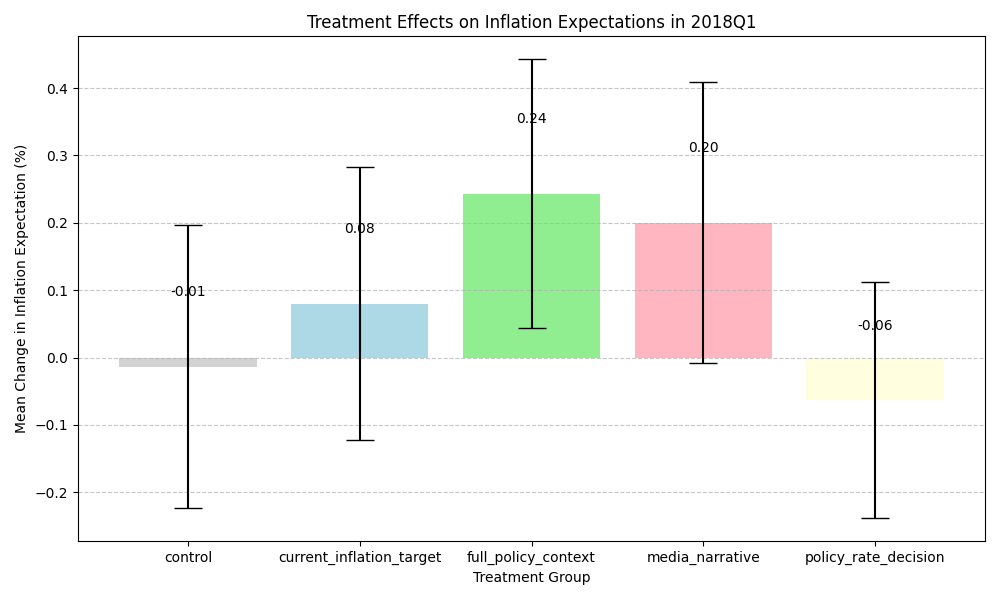 Treatment Effects on Inflation Expectations in 2018Q1
Mean Change in Inflation Expectation (%)
0.4
0.3
0.2
0.1
0.0
−0.1
−0.2
-0.01
0.08
0.24
0.20
-0.06
control
current_inflation_target
full_policy_context
media_narrative
policy_rate_decision
Treatment Group